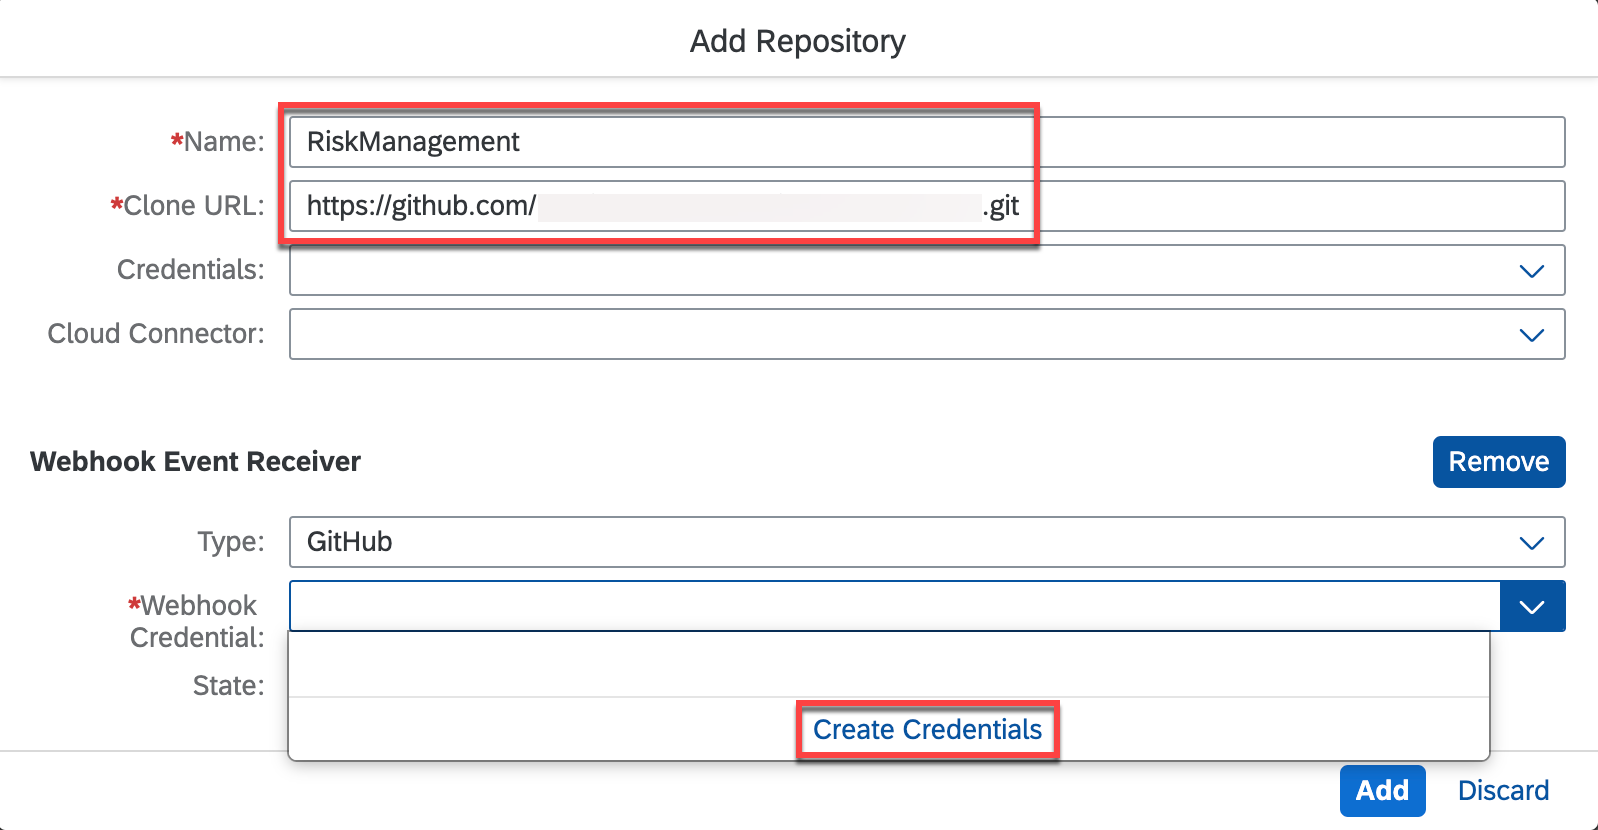 Add Repository
*Name: RiskManagement
*Clone URL: https://github.com/ .git
Credentials:
Cloud Connector:
Webhook Event Receiver Remove
Type: GitHub
*Webhook
Credential:
State:
Create Credentials
Add Discard